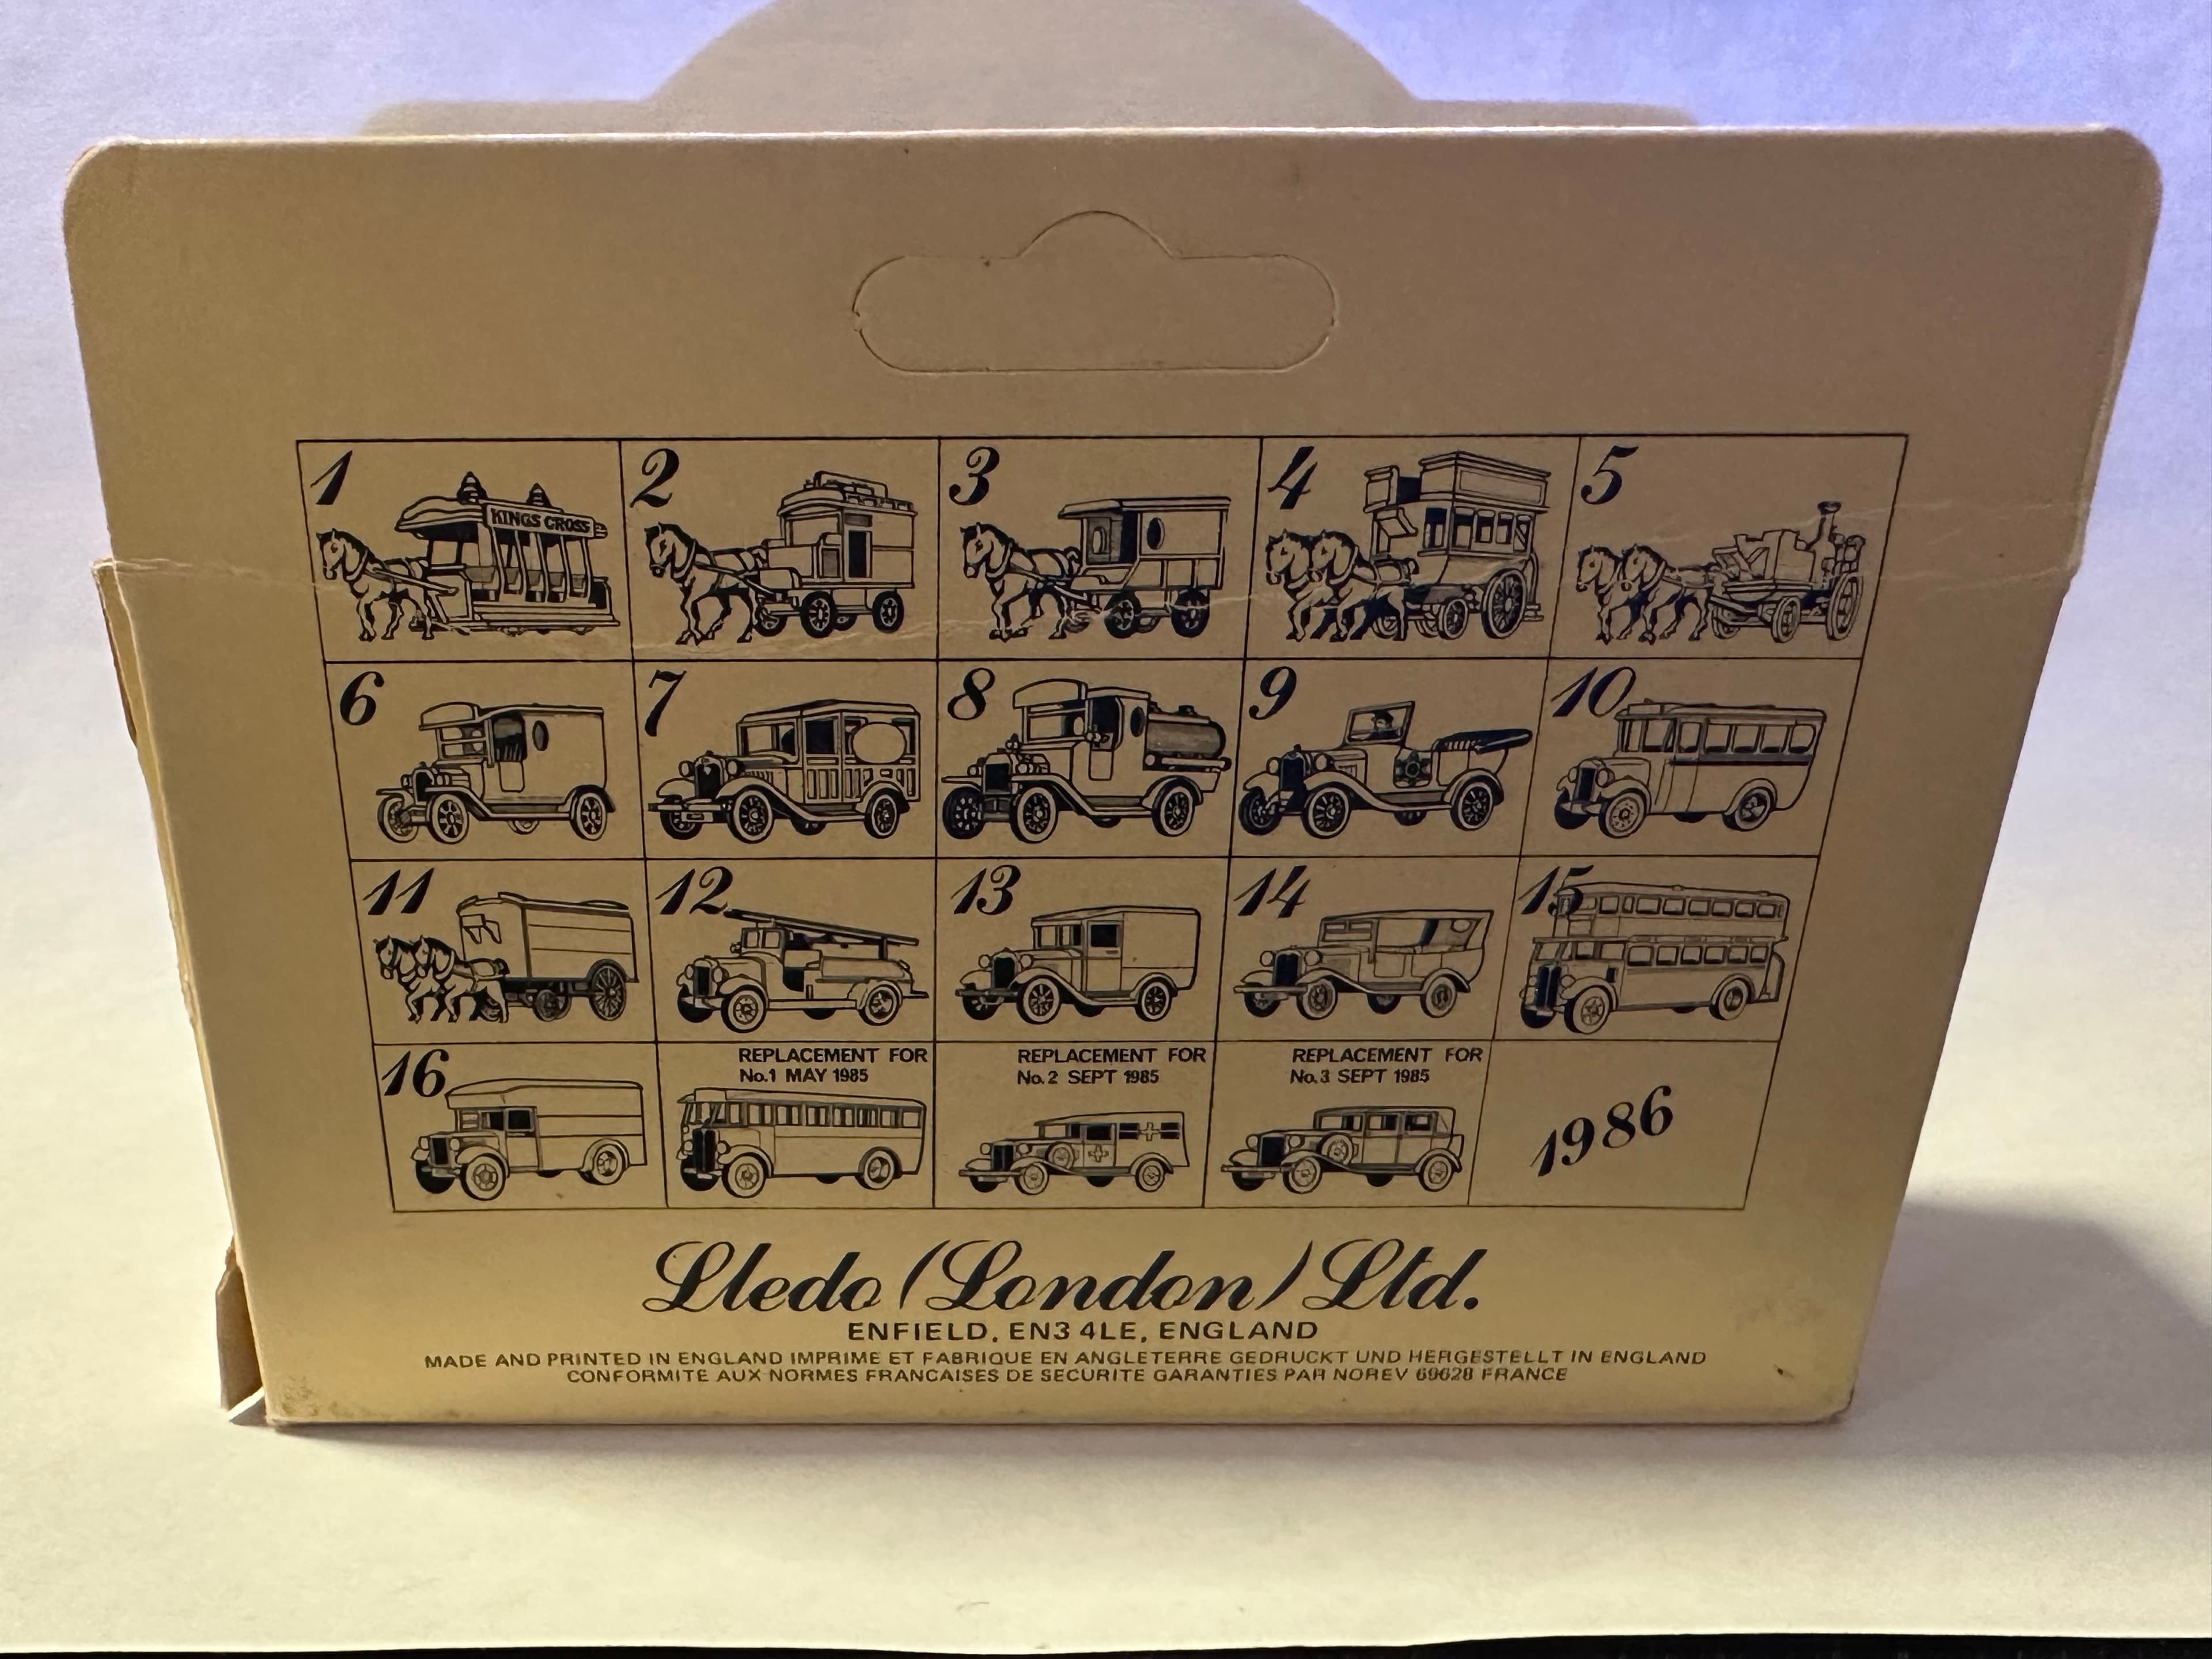 1 2 3 4 5
KINGS CROSS
6 7 8 9 10
11 12 13 14 15
16
REPLACEMENT FOR
No.1 MAY 1985
REPLACEMENT FOR
No.2 SEPT 1985
REPLACEMENT FOR
No.3 SEPT 1985
1986
Lledo (London) Ltd.
ENFIELD, EN3 4LE, ENGLAND
MADE AND PRINTED IN ENGLAND IMPRIME ET FABRIQUE EN ANGLETERRE GEDRUCKT UND HERGESTELLT IN ENGLAND
CONFORMITE AUX NORMES FRANCAISES DE SECURITE GARANTIES PAR NOREV 69628 FRANCE